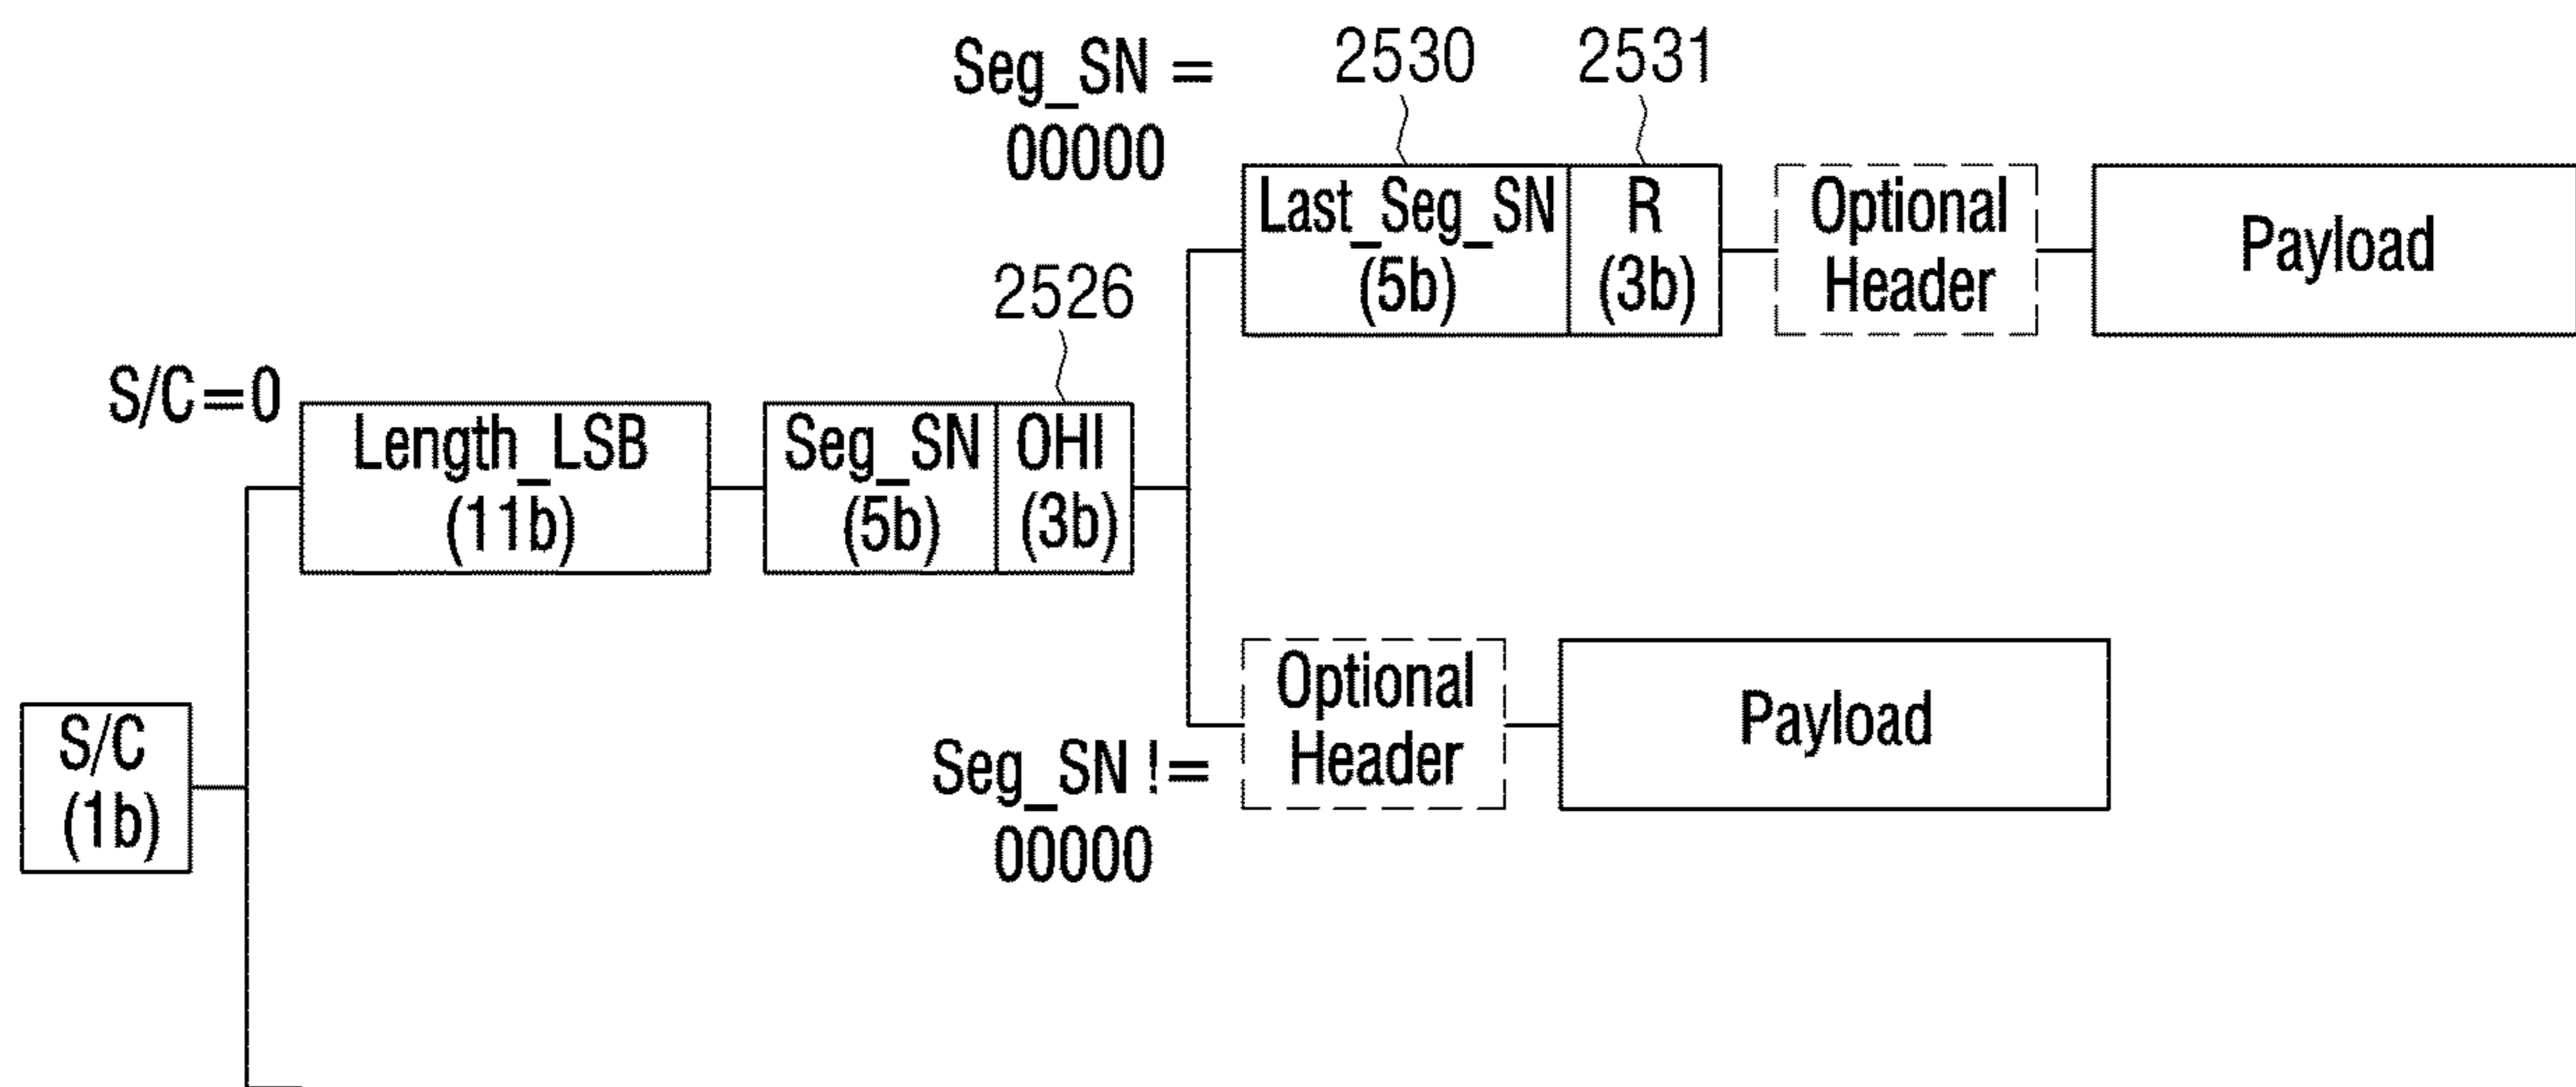 Seg_SN =
00000
2530
2531
Last_Seg_SN
(5b)
R
(3b)
Optional
Header
Payload
2526
S/C=0
Length_LSB
(11b)
Seg_SN
(5b)
OHI
(3b)
Seg_SN !=
00000
Optional
Header
Payload
S/C
(1b)